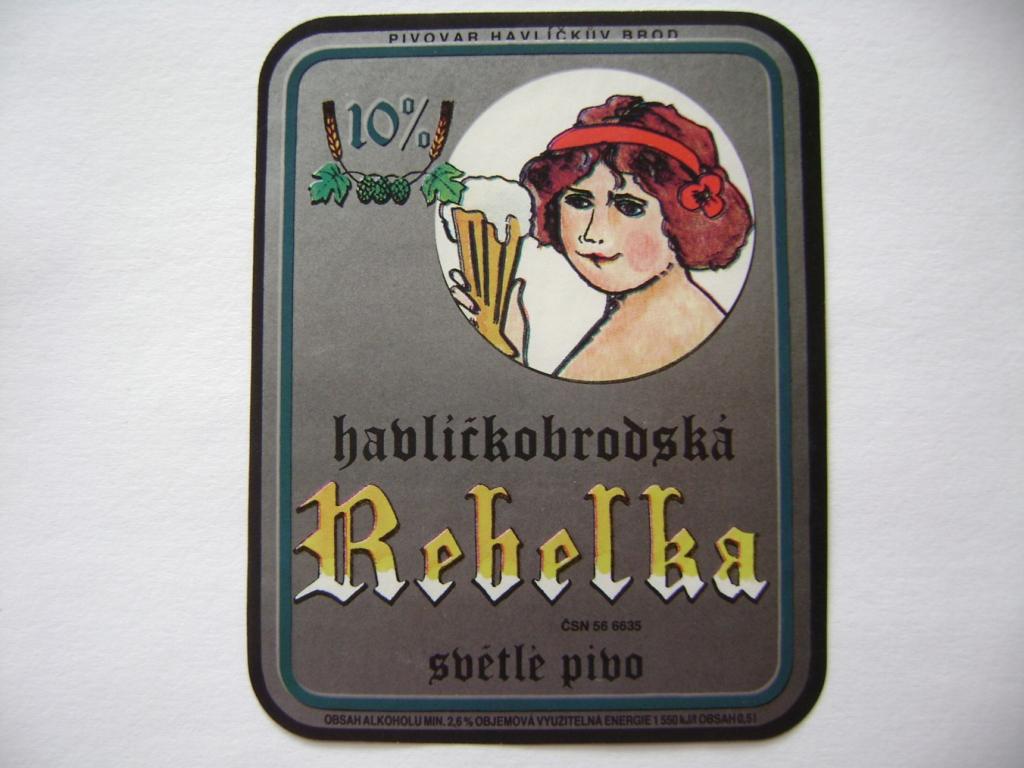 PIVOVAR HAVLÍČKŮV BROD
10%
havlíčkobrodská
Rebelka
ČSN 56 6635
světlé pivo
OBSAH ALKOHOLU MIN. 2,6 % OBJEMOVÁ VYUŽITELNÁ ENERGIE 1 550 kJ/l OBSAH 0,5 l